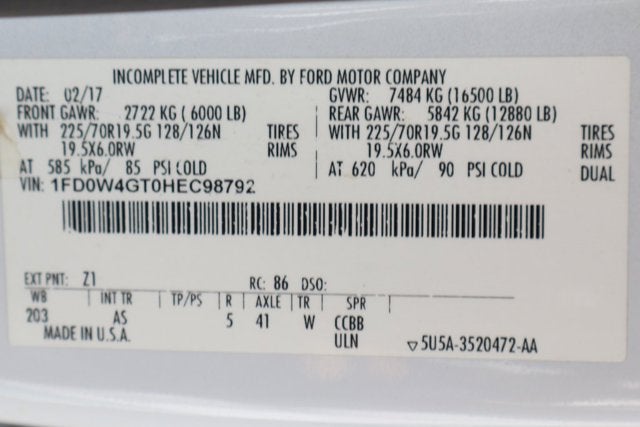 INCOMPLETE VEHICLE MFD. BY FORD MOTOR COMPANY
DATE: 02/17 GVWR: 7484 KG (16500 LB)
FRONT GAWR: 2722 KG ( 6000 LB) REAR GAWR: 5842 KG (12880 LB)
WITH 225/70R19.5G 128/126N TIRES WITH 225/70R19.5G 128/126N TIRES
19.5X6.0RW RIMS 19.5X6.0RW RIMS
AT 585 kPa/ 85 PSI COLD AT 620 kPa/ 90 PSI COLD DUAL
VIN: 1FD0W4GT0HEC98792
EXT PNT: Z1 RC: 86 DSO:
WB INT TR TP/PS R AXLE TR SPR
203 AS 5 41 W CCBB
MADE IN U.S.A. ULN ▽5U5A-3520472-AA